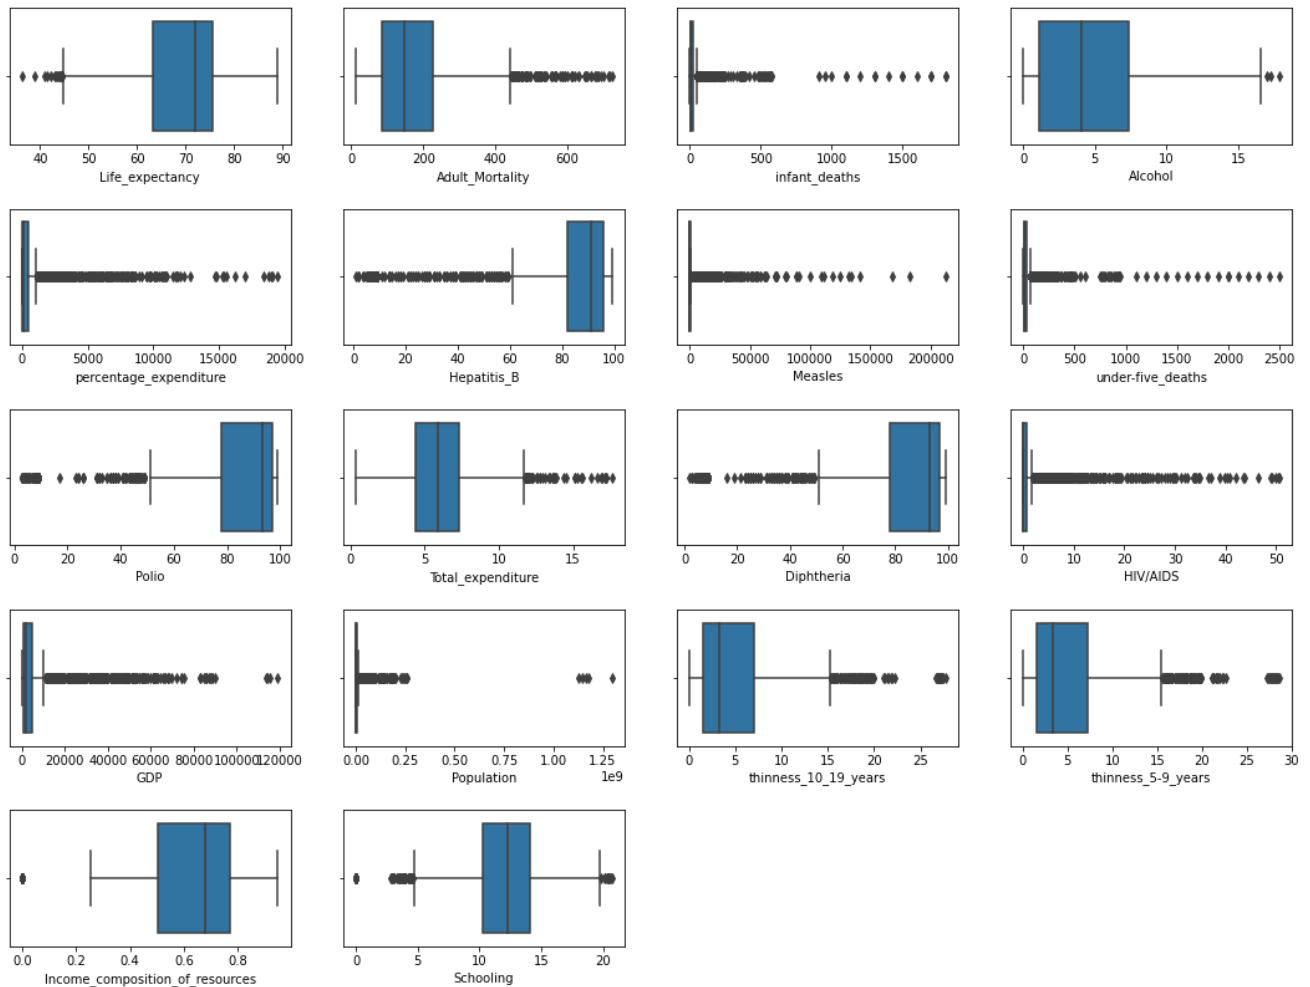 40 50 60 70 80 90
Life_expectancy
0 200 400 600
Adult_Mortality
0 500 1000 1500
infant_deaths
0 5 10 15
Alcohol
0 5000 10000 15000 20000
percentage_expenditure
0 20 40 60 80 100
Hepatitis_B
0 50000 100000 150000 200000
Measles
0 500 1000 1500 2000 2500
under-five_deaths
0 20 40 60 80 100
Polio
0 5 10 15
Total_expenditure
0 20 40 60 80 100
Diphtheria
0 10 20 30 40 50
HIV/AIDS
0 20000 40000 60000 80000 100000 120000
GDP
0.00 0.25 0.50 0.75 1.00 1.25
Population
1e9
0 5 10 15 20 25
thinness_10_19_years
0 5 10 15 20 25 30
thinness_5-9_years
0.0 0.2 0.4 0.6 0.8
Income_composition_of_resources
0 5 10 15 20
Schooling